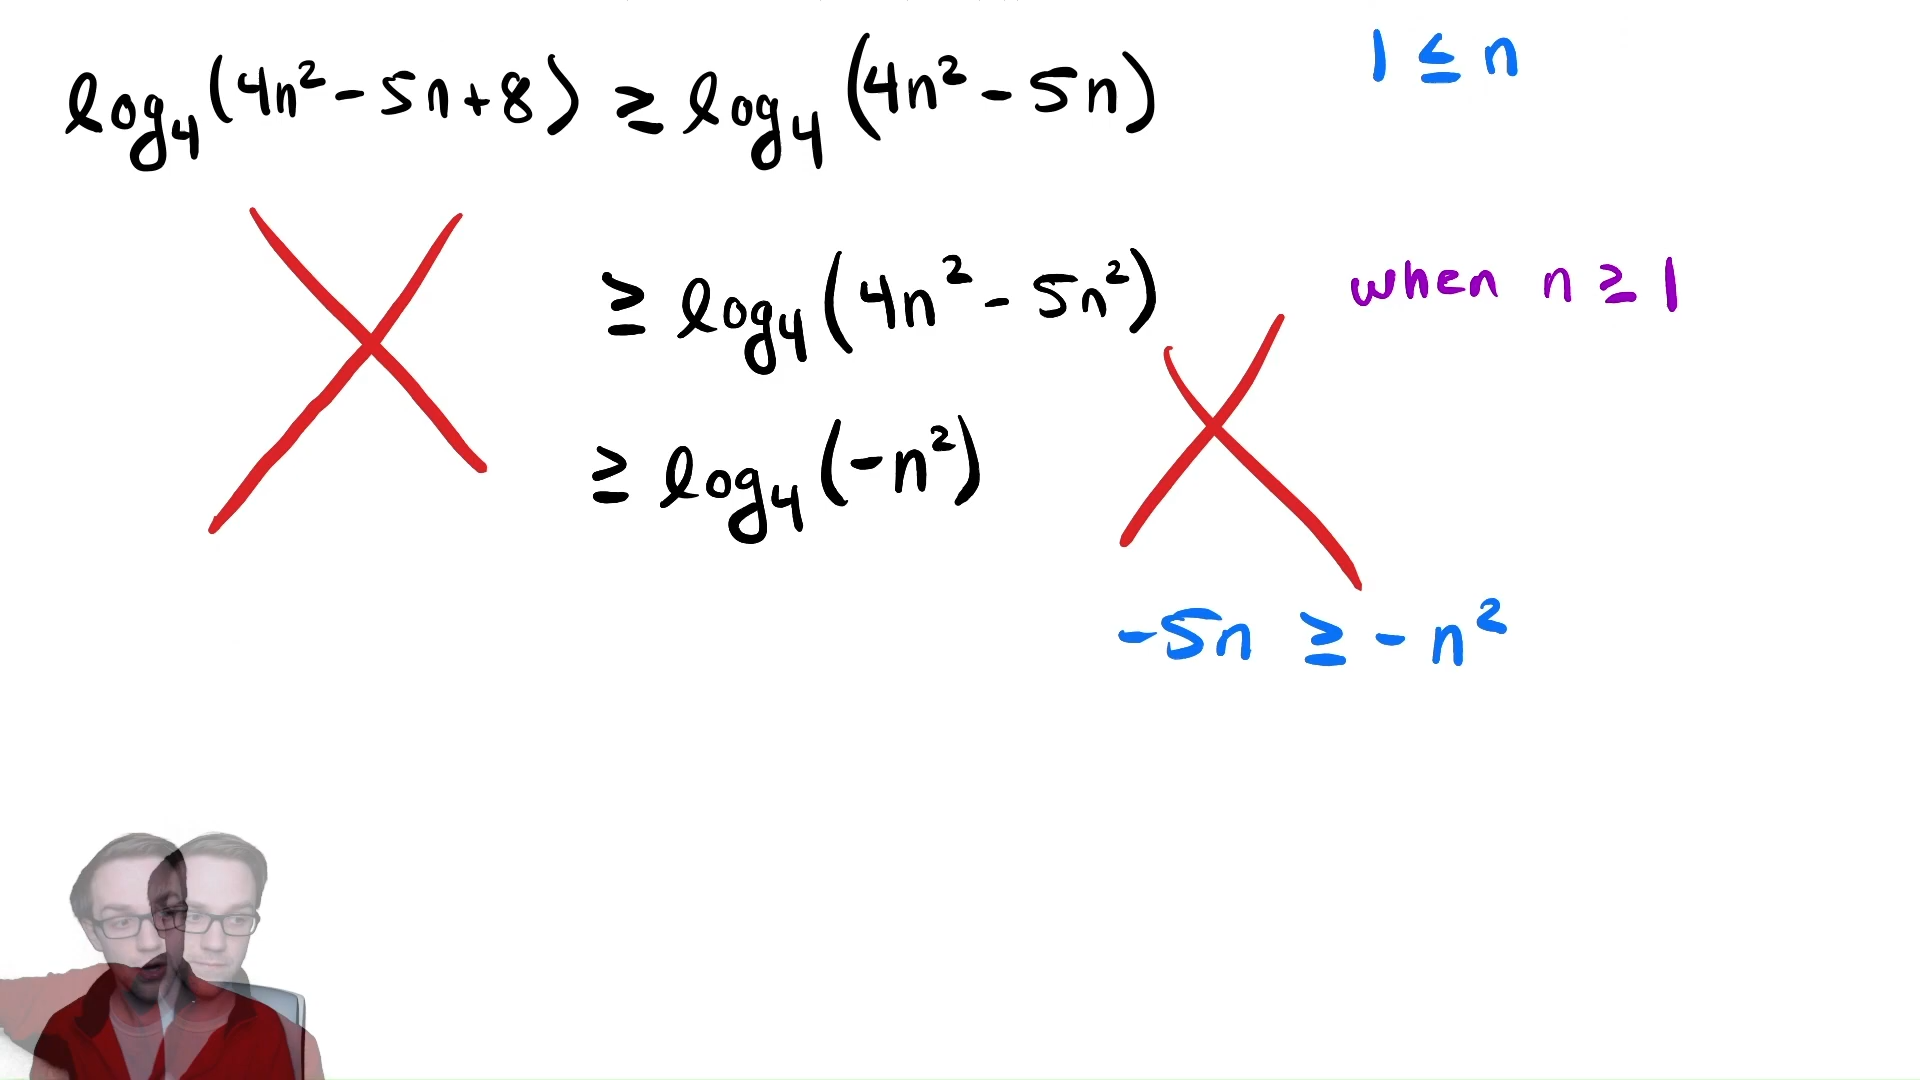 log₄(4n² - 5n + 8) ≥ log₄(4n² - 5n)
1 ≤ n
≥ log₄(4n² - 5n²)
when n ≥ 1
≥ log₄(-n²)
-5n ≥ -n²